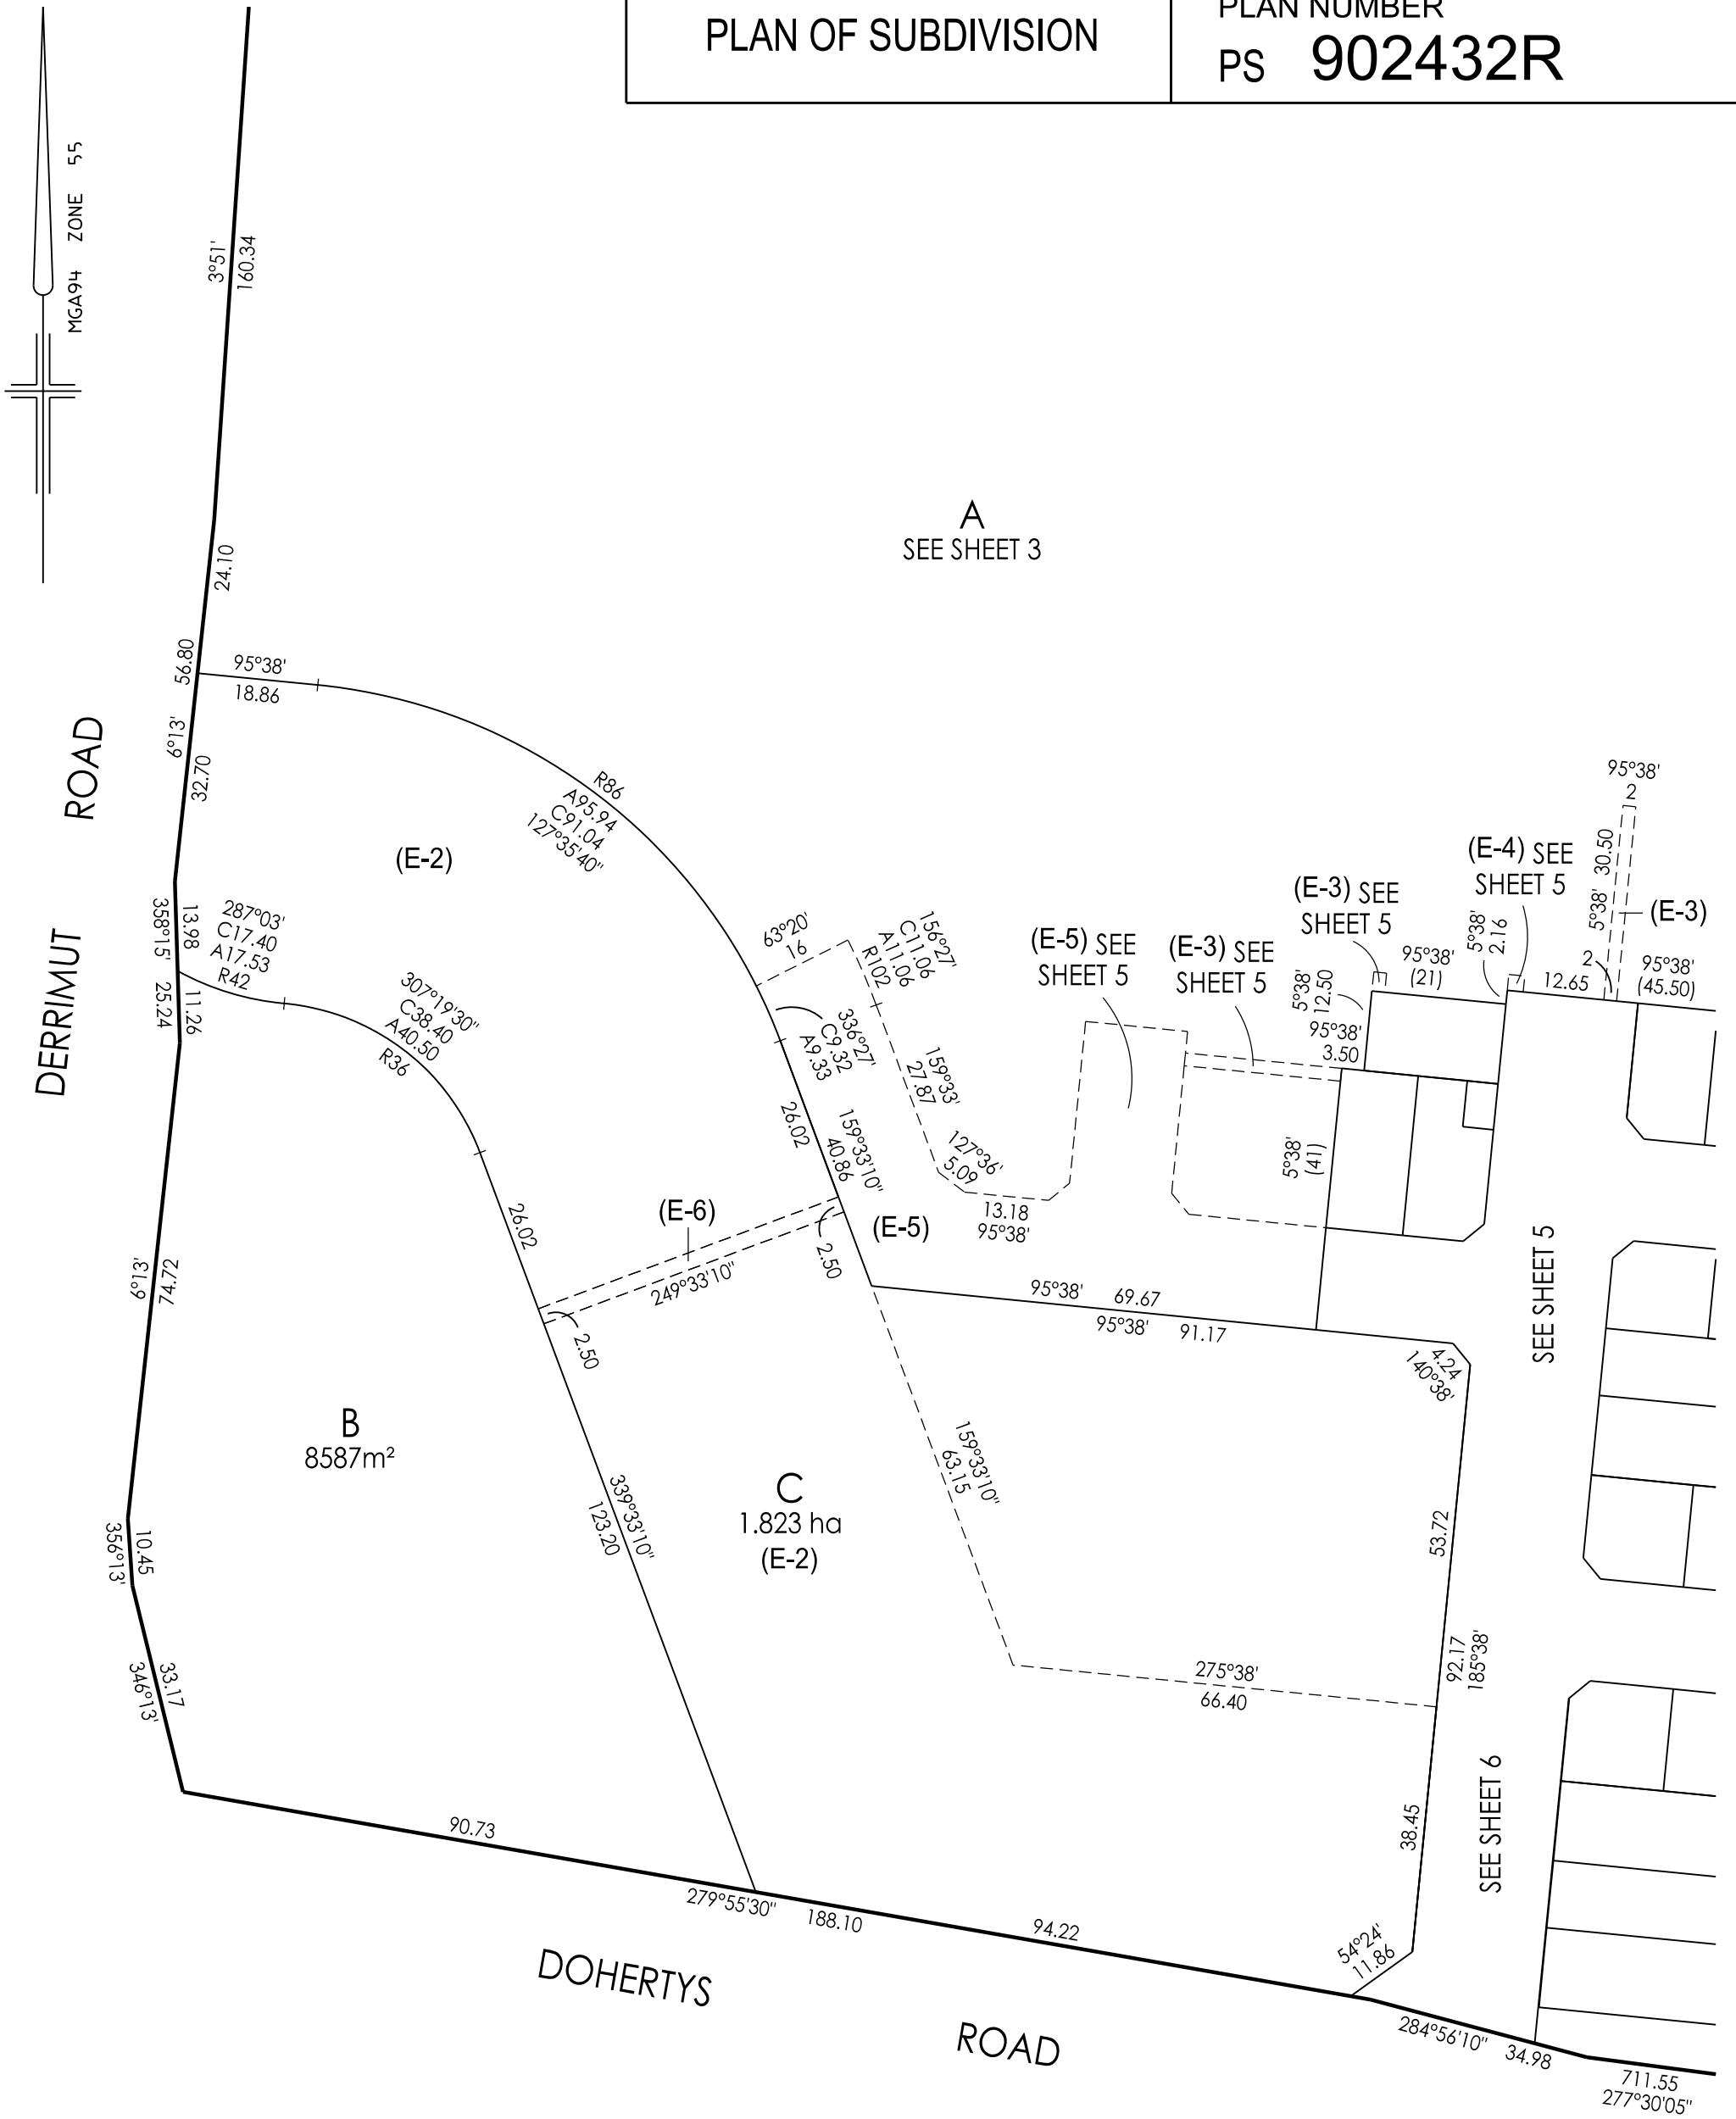 PLAN OF SUBDIVISION
PLAN NUMBER
PS 902432R
MGA94 ZONE 55
3°51'
160.34
24.10
A
SEE SHEET 3
56.80
95°38'
18.86
6°13'
32.70
ROAD
R86
A95.94
C91.04
127°35'40"
(E-2)
95°38'
2
30.50
5°38'
(E-3)
(E-4) SEE
SHEET 5
(E-3) SEE
SHEET 5
5°38'
2.16
2
95°38'
(21)
12.65
95°38'
(45.50)
13.98
358°15'
25.24
11.26
287°03'
C17.40
A17.53
R42
63°20'
16
156°27'
C11.06
A11.06
R102
(E-5) SEE
SHEET 5
(E-3) SEE
SHEET 5
5°38'
12.50
95°38'
3.50
307°19'30"
C38.40
A40.50
R36
336°27'
C9.32
A9.33
159°33'
27.87
DERRIMUT
26.02
159°33'10"
40.86
127°36'
5.09
13.18
95°38'
5°38'
(41)
26.02
(E-6)
(E-5)
2.50
249°33'10"
2.50
6°13'
74.72
95°38' 69.67
95°38' 91.17
4.24
140°38'
SEE SHEET 5
B
8587m²
C
1.823 ha
(E-2)
159°33'10"
63.15
339°33'10"
123.20
53.72
10.45
356°13'
33.17
346°13'
275°38'
66.40
92.17
185°38'
38.45
SEE SHEET 6
90.73
279°55'30" 188.10
94.22
54°24'
11.86
DOHERTYS
ROAD
284°56'10" 34.98
711.55
277°30'05"